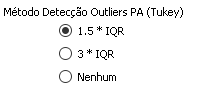 Método Detecção Outliers PA (Tukey)
1.5 * IQR
3 * IQR
Nenhum